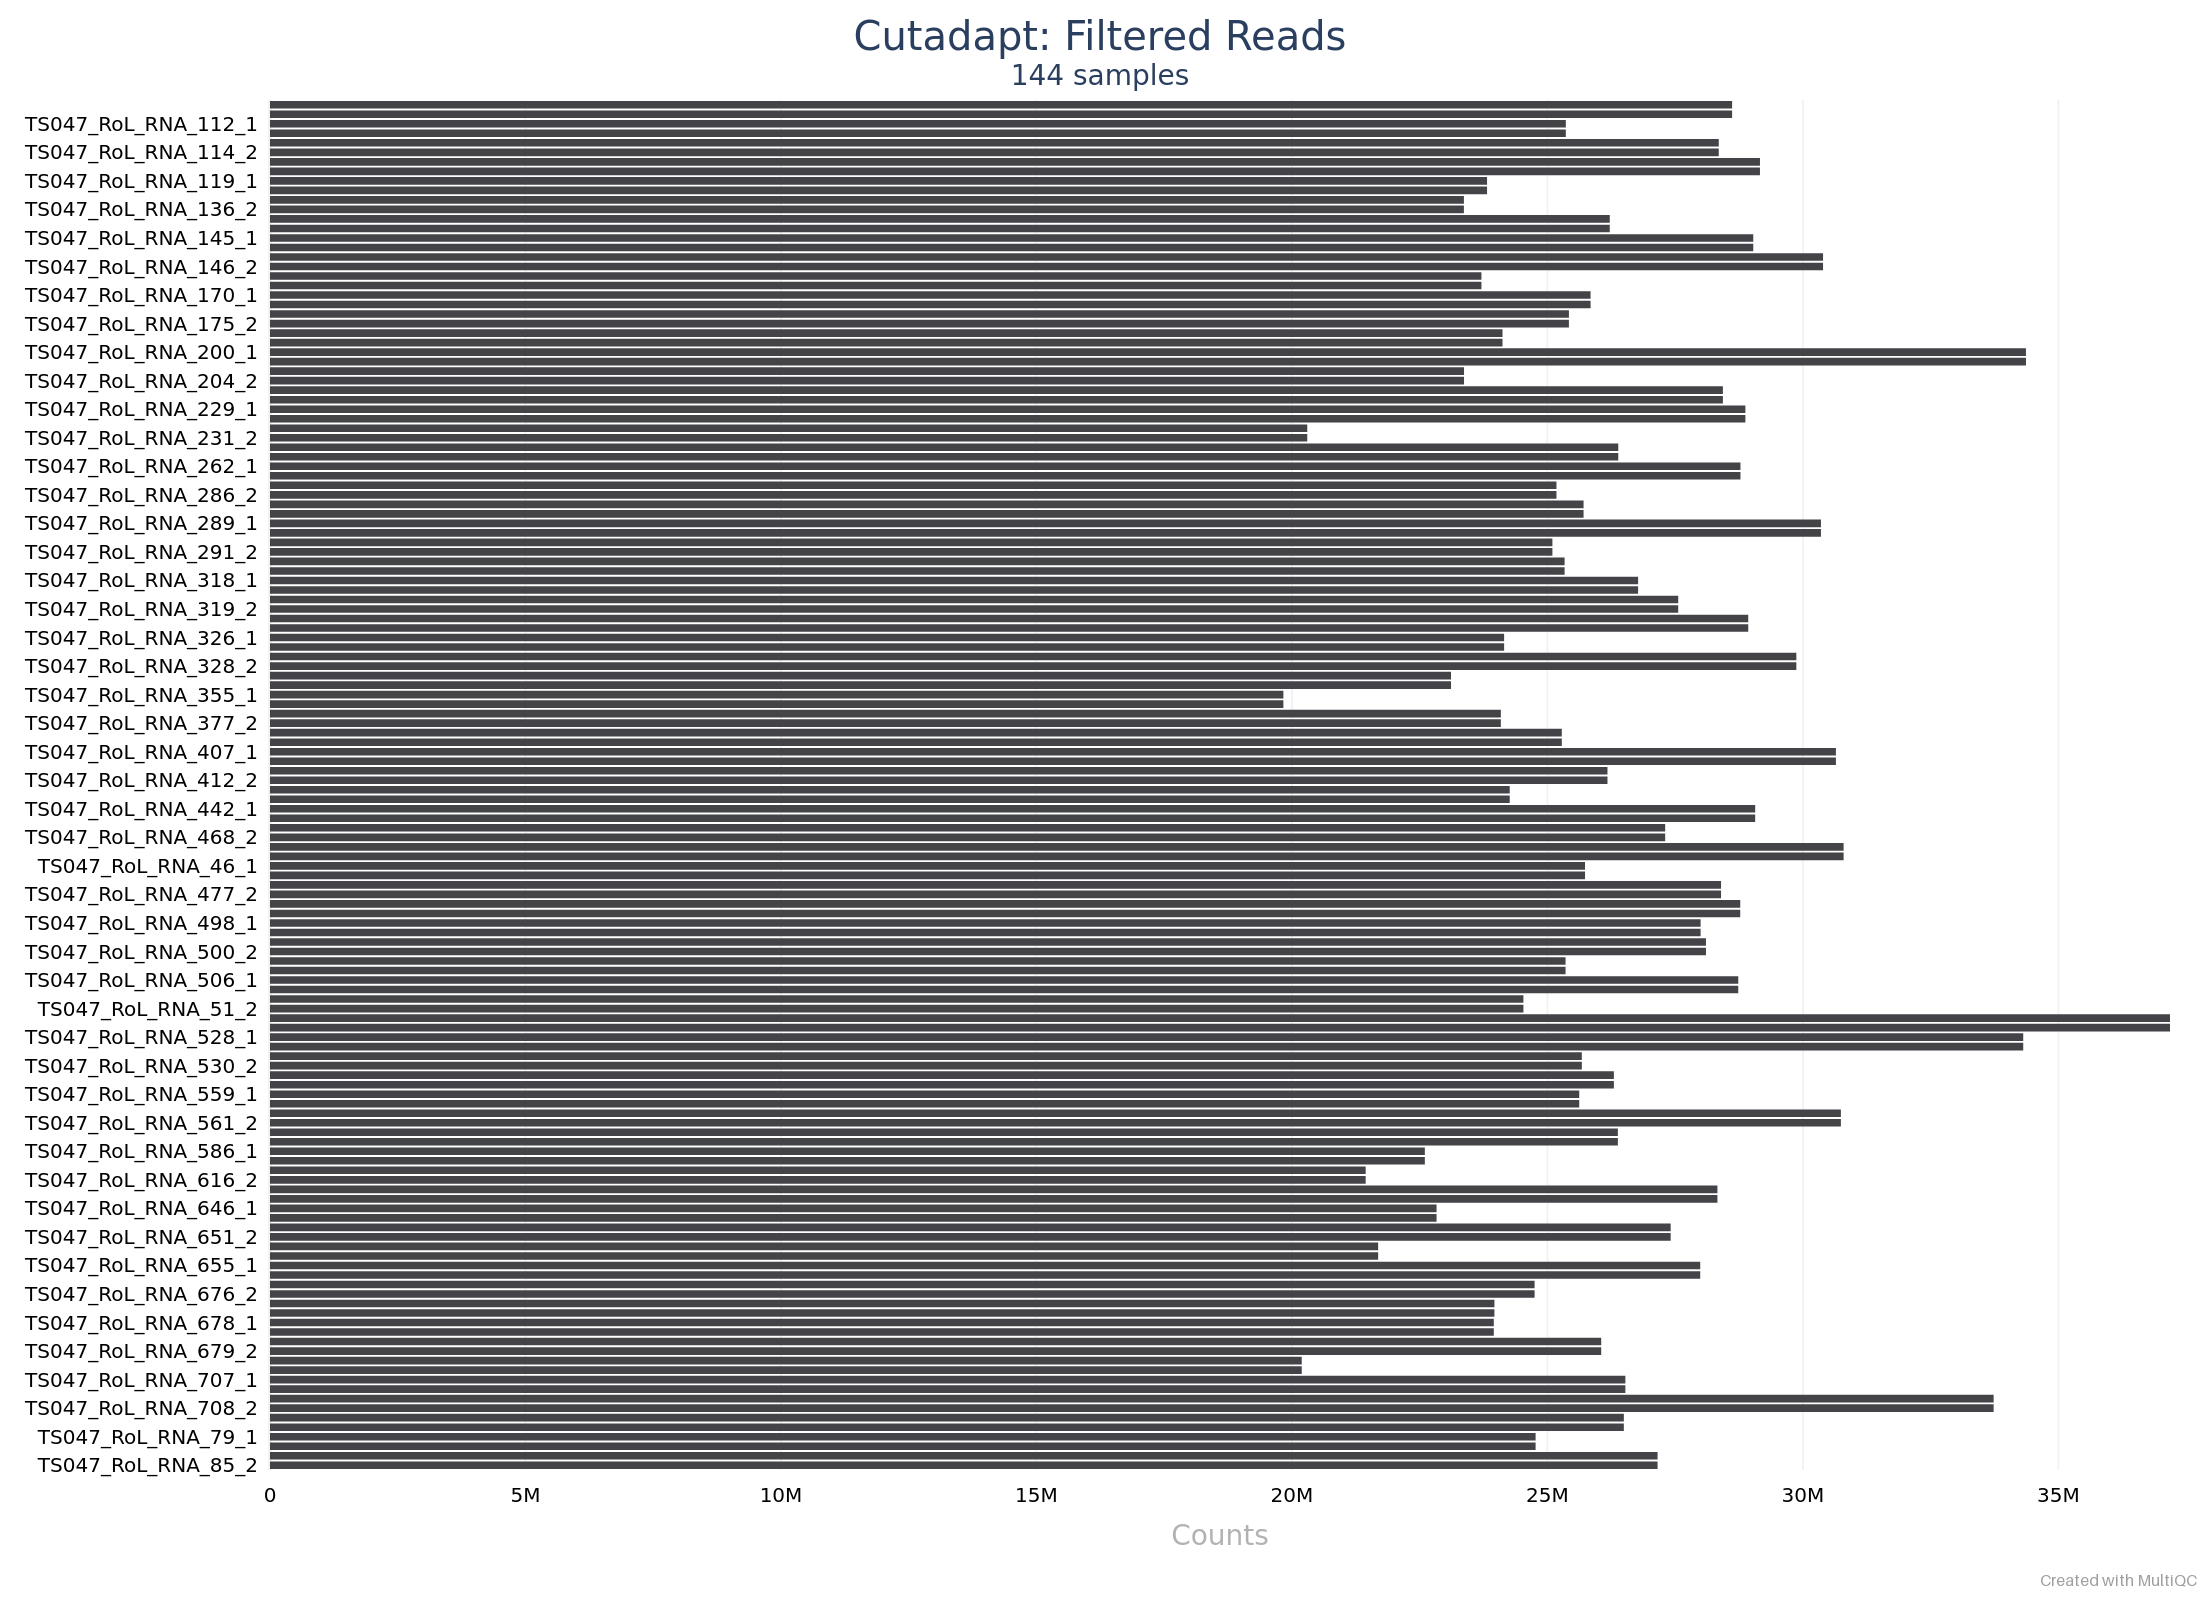 Cutadapt: Filtered Reads
144 samples
TS047_RoL_RNA_112_1
TS047_RoL_RNA_114_2
TS047_RoL_RNA_119_1
TS047_RoL_RNA_136_2
TS047_RoL_RNA_145_1
TS047_RoL_RNA_146_2
TS047_RoL_RNA_170_1
TS047_RoL_RNA_175_2
TS047_RoL_RNA_200_1
TS047_RoL_RNA_204_2
TS047_RoL_RNA_229_1
TS047_RoL_RNA_231_2
TS047_RoL_RNA_262_1
TS047_RoL_RNA_286_2
TS047_RoL_RNA_289_1
TS047_RoL_RNA_291_2
TS047_RoL_RNA_318_1
TS047_RoL_RNA_319_2
TS047_RoL_RNA_326_1
TS047_RoL_RNA_328_2
TS047_RoL_RNA_355_1
TS047_RoL_RNA_377_2
TS047_RoL_RNA_407_1
TS047_RoL_RNA_412_2
TS047_RoL_RNA_442_1
TS047_RoL_RNA_468_2
TS047_RoL_RNA_46_1
TS047_RoL_RNA_477_2
TS047_RoL_RNA_498_1
TS047_RoL_RNA_500_2
TS047_RoL_RNA_506_1
TS047_RoL_RNA_51_2
TS047_RoL_RNA_528_1
TS047_RoL_RNA_530_2
TS047_RoL_RNA_559_1
TS047_RoL_RNA_561_2
TS047_RoL_RNA_586_1
TS047_RoL_RNA_616_2
TS047_RoL_RNA_646_1
TS047_RoL_RNA_651_2
TS047_RoL_RNA_655_1
TS047_RoL_RNA_676_2
TS047_RoL_RNA_678_1
TS047_RoL_RNA_679_2
TS047_RoL_RNA_707_1
TS047_RoL_RNA_708_2
TS047_RoL_RNA_79_1
TS047_RoL_RNA_85_2
0 5M 10M 15M 20M 25M 30M 35M
Counts
Created with MultiQC